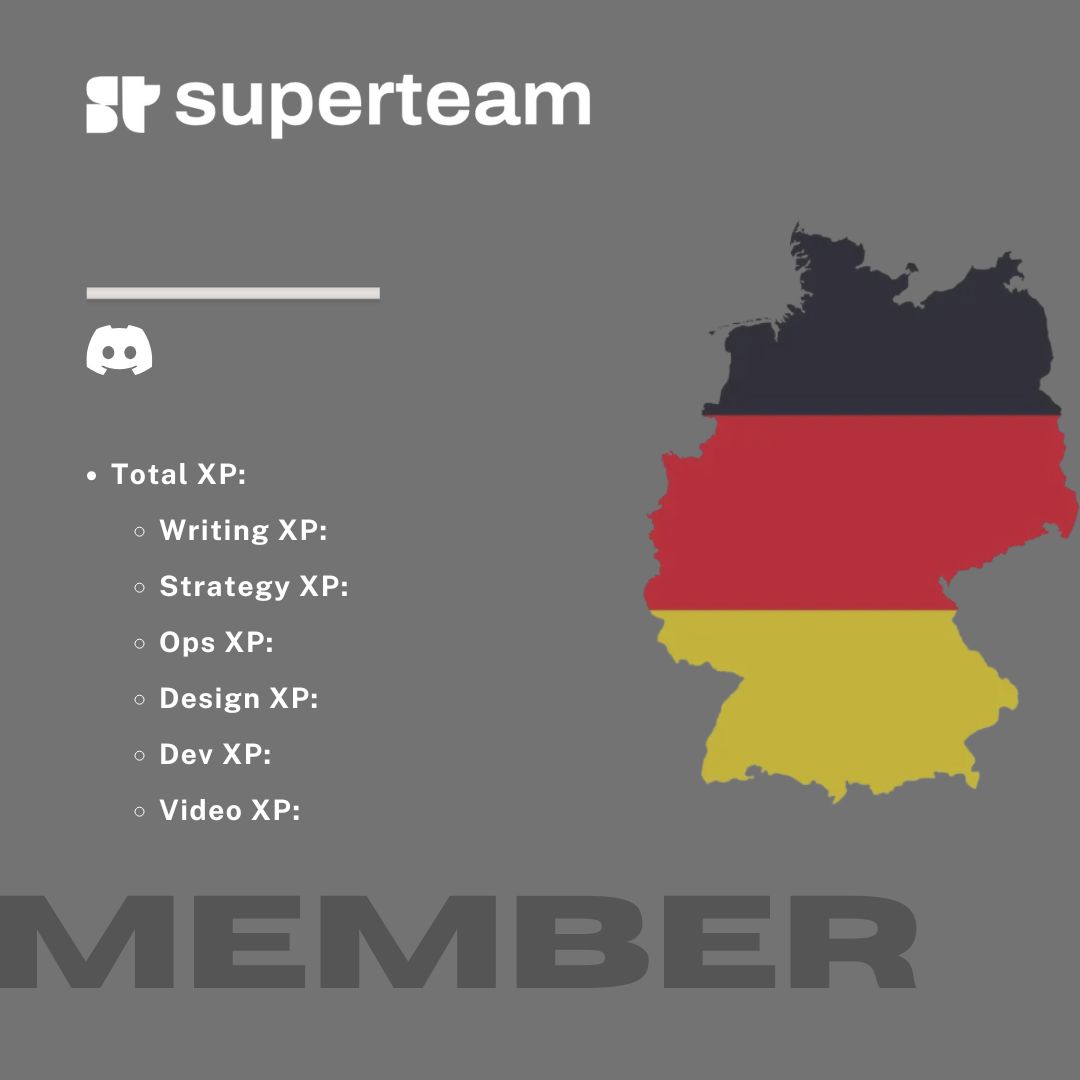 superteam
Total XP:
Writing XP:
Strategy XP:
Ops XP:
Design XP:
Dev XP:
Video XP:
MEMBER